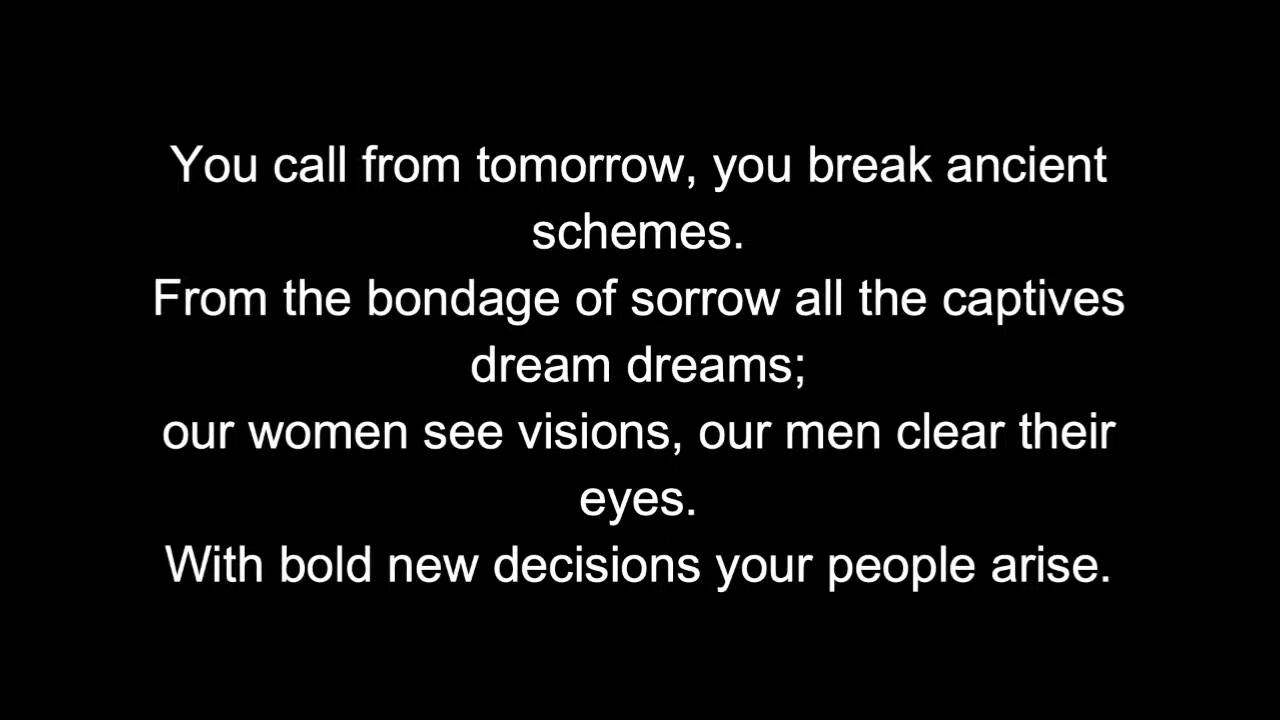 You call from tomorrow, you break ancient
schemes.
From the bondage of sorrow all the captives
dream dreams;
our women see visions, our men clear their
eyes.
With bold new decisions your people arise.